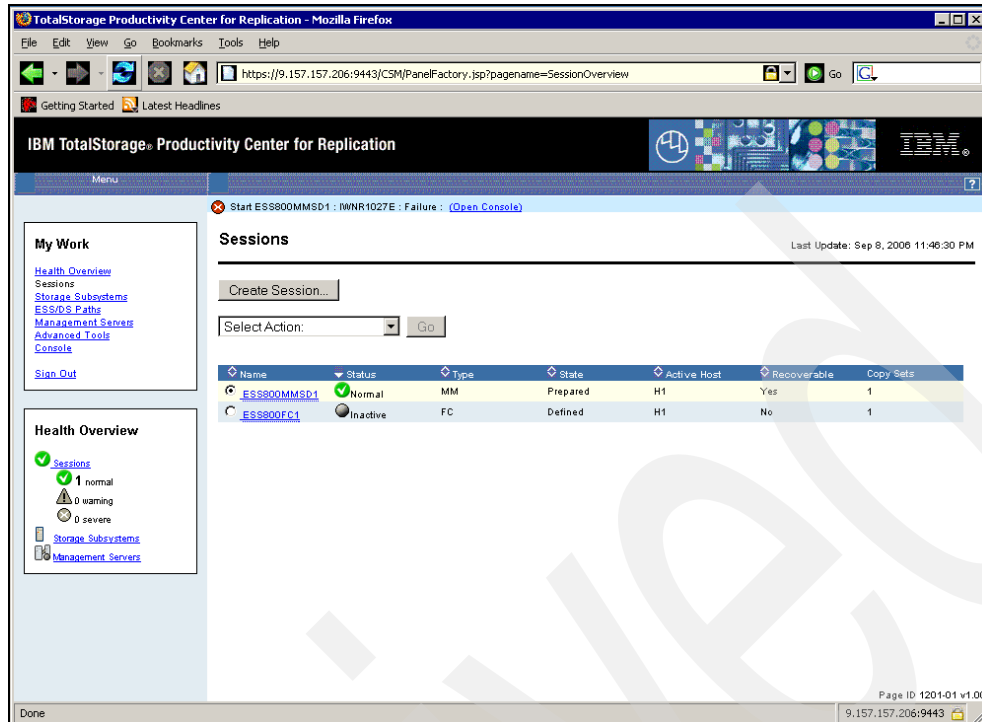 TotalStorage Productivity Center for Replication - Mozilla Firefox
File Edit View Go Bookmarks Tools Help
https://9.157.157.206:9443/CSM/PanelFactory.jsp?pagename=SessionOverview
Go
Getting Started Latest Headlines
IBM TotalStorage® Productivity Center for Replication
IBM®
Menu
?
Start ESS800MMSD1 : IWNR1027E : Failure : (Open Console)
My Work
Health Overview
Sessions
Storage Subsystems
ESS/DS Paths
Management Servers
Advanced Tools
Console
Sign Out
Health Overview
Sessions
1 normal
0 warning
0 severe
Storage Subsystems
Management Servers
Sessions
Last Update: Sep 8, 2006 11:46:30 PM
Create Session...
Select Action: Go
Name Status Type State Active Host Recoverable Copy Sets
ESS800MMSD1 Normal MM Prepared H1 Yes 1
ESS800FC1 Inactive FC Defined H1 No 1
Page ID 1201-01 v1.00
Done
9.157.157.206:9443